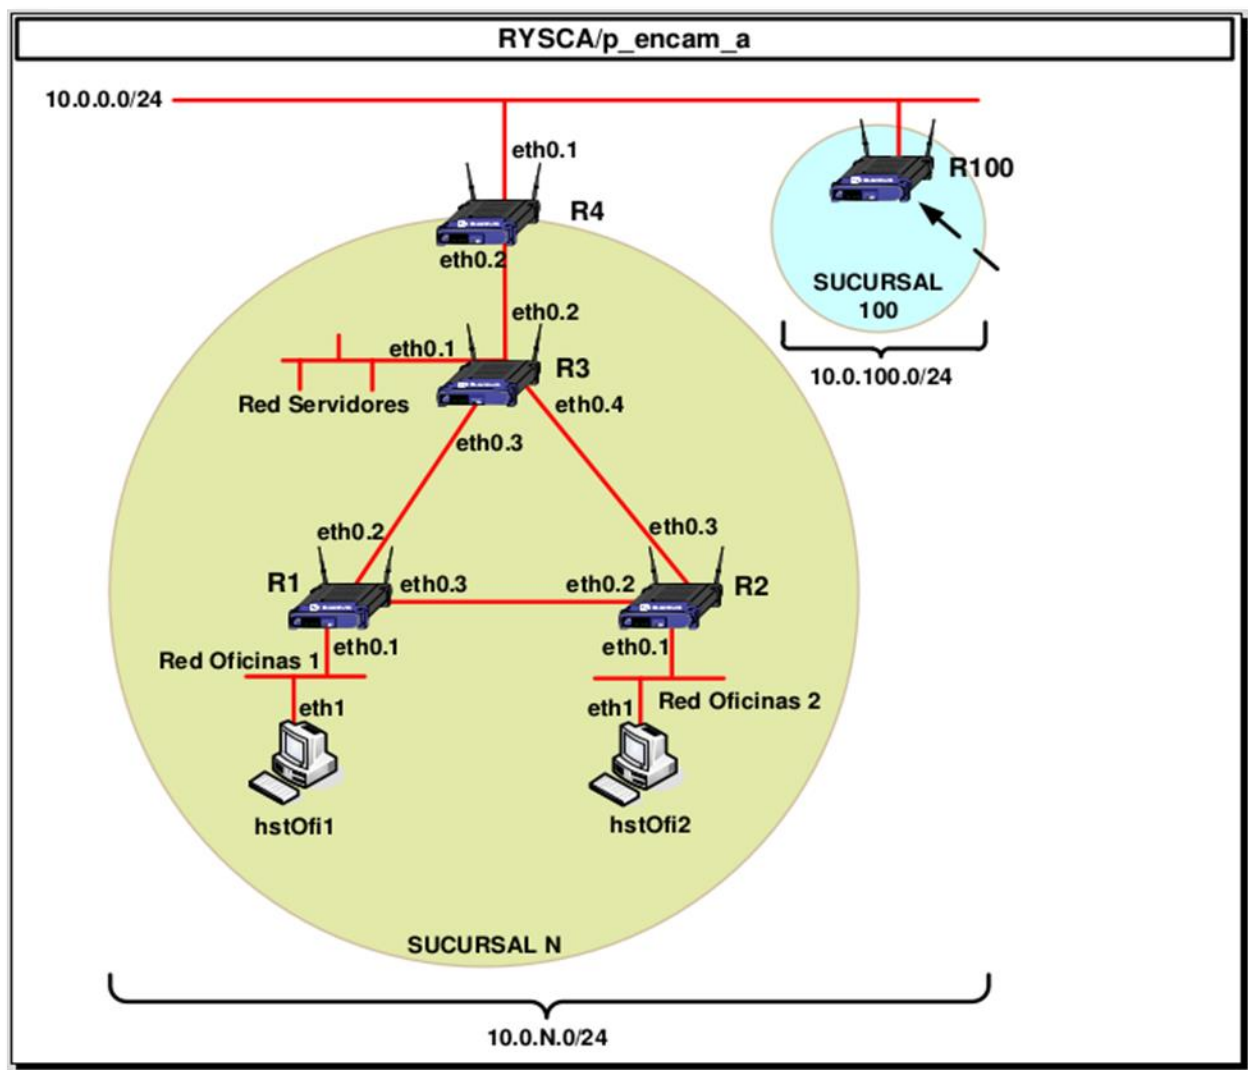 RYSCA/p_encam_a
10.0.0.0/24
eth0.1
R100
R4
eth0.2
SUCURSAL
100
eth0.2
eth0.1
R3
10.0.100.0/24
Red Servidores
eth0.4
eth0.3
eth0.2
eth0.3
R1
eth0.3
eth0.2
R2
eth0.1
eth0.1
Red Oficinas 1
Red Oficinas 2
eth1
eth1
hstOfi1
hstOfi2
SUCURSAL N
10.0.N.0/24